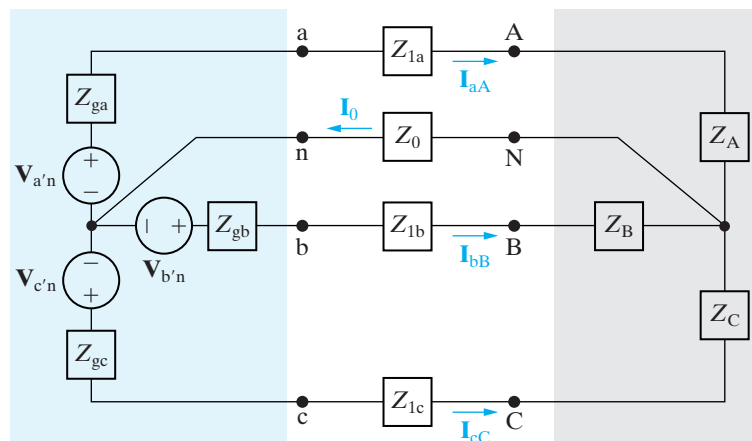 a
Z1a
A
IaA
Zga
I0
n
Z0
N
ZA
Va′n
+
−
− +
Zgb
b
Z1b
B
ZB
IbB
Vb′n
Vc′n
−
+
ZC
Zgc
c
Z1c
C
IcC